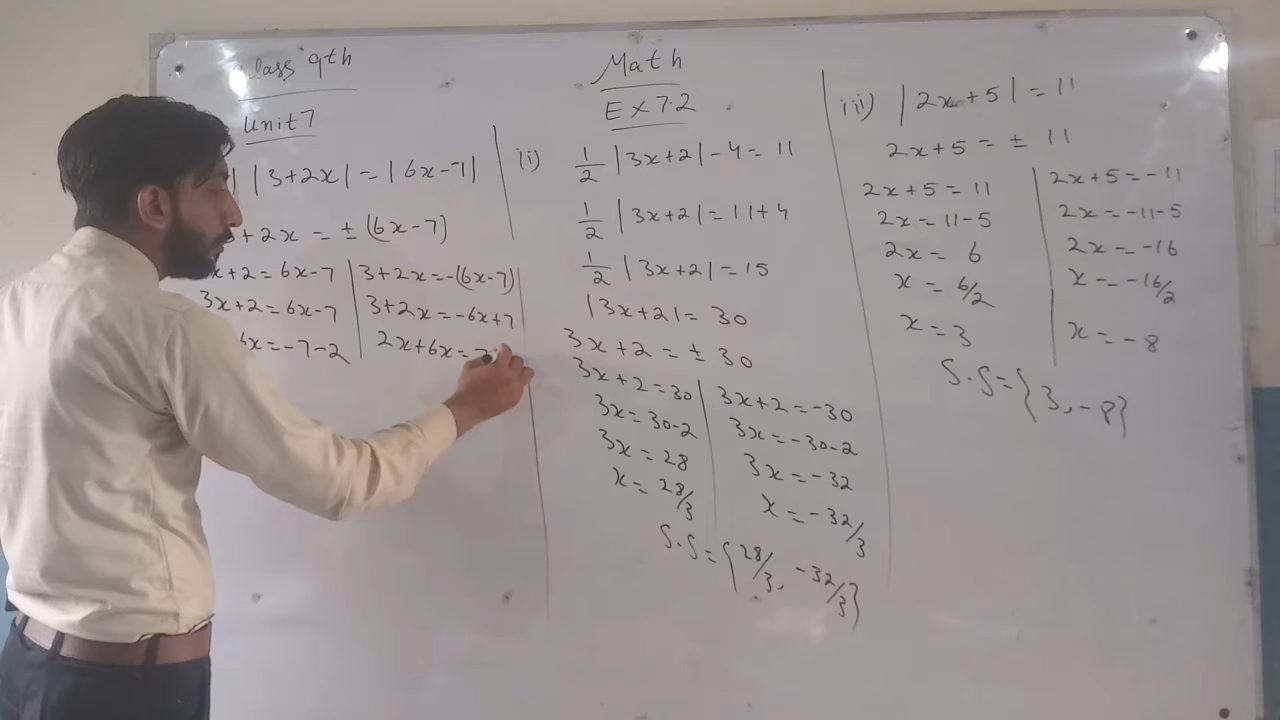 Class 9th
Unit 7
Math
EX 7.2
|3+2x| = |6x-7|
3+2x = ± (6x-7)
x+2 = 6x-7 | 3+2x = -(6x-7)
3x+2 = 6x-7 | 3+2x = -6x+7
6x = -7-2 | 2x+6x =
(i) 1/2 |3x+2| - 4 = 11
1/2 |3x+2| = 11+4
1/2 |3x+2| = 15
|3x+2| = 30
3x+2 = ± 30
3x+2 = 30 | 3x+2 = -30
3x = 30-2 | 3x = -30-2
3x = 28 | 3x = -32
x = 28/3 | x = -32/3
S.S = {28/3, -32/3}
iii) |2x+5| = 11
2x+5 = ± 11
2x+5 = 11 | 2x+5 = -11
2x = 11-5 | 2x = -11-5
2x = 6 | 2x = -16
x = 6/2 | x = -16/2
x = 3 | x = -8
S.S = {3, -8}